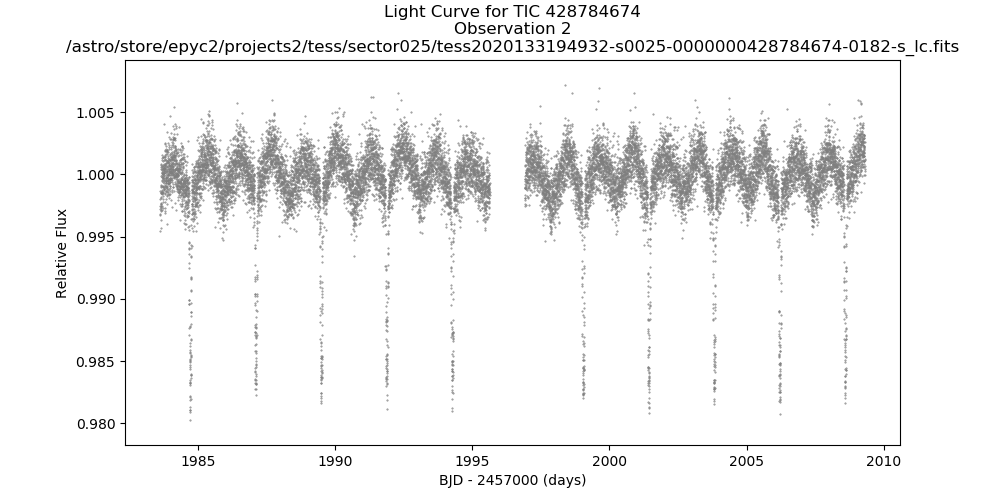 Light Curve for TIC 428784674
Observation 2
/astro/store/epyc2/projects2/tess/sector025/tess2020133194932-s0025-0000000428784674-0182-s_lc.fits
1.005
1.000
0.995
0.990
0.985
0.980
Relative Flux
1985
1990
1995
2000
2005
2010
BJD - 2457000 (days)